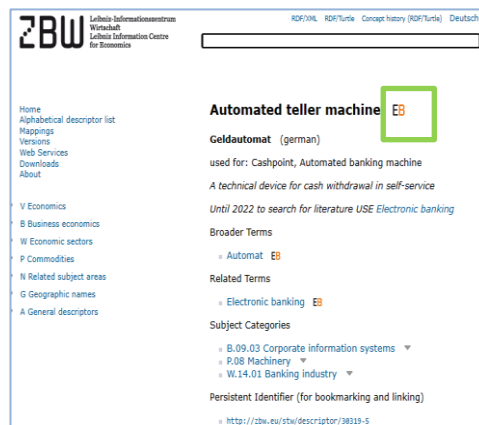 ZBW
Leibniz-Informationszentrum
Wirtschaft
Leibniz Information Centre
for Economics
RDF/XML RDF/Turtle Concept history (RDF/Turtle) Deutsch
Home
Alphabetical descriptor list
Mappings
Versions
Web Services
Downloads
About
V Economics
B Business economics
W Economic sectors
P Commodities
N Related subject areas
G Geographic names
A General descriptors
Automated teller machine EB
Geldautomat (german)
used for: Cashpoint, Automated banking machine
A technical device for cash withdrawal in self-service
Until 2022 to search for literature USE Electronic banking
Broader Terms
Automat EB
Related Terms
Electronic banking EB
Subject Categories
B.09.03 Corporate information systems
P.08 Machinery
W.14.01 Banking industry
Persistent Identifier (for bookmarking and linking)
http://zbw.eu/stw/descriptor/30319-5